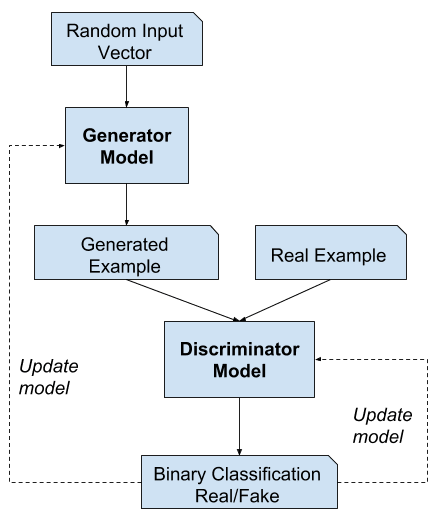 Random Input
Vector
Generator
Model
Generated
Example
Real Example
Discriminator
Model
Update
model
Update
model
Binary Classification
Real/Fake